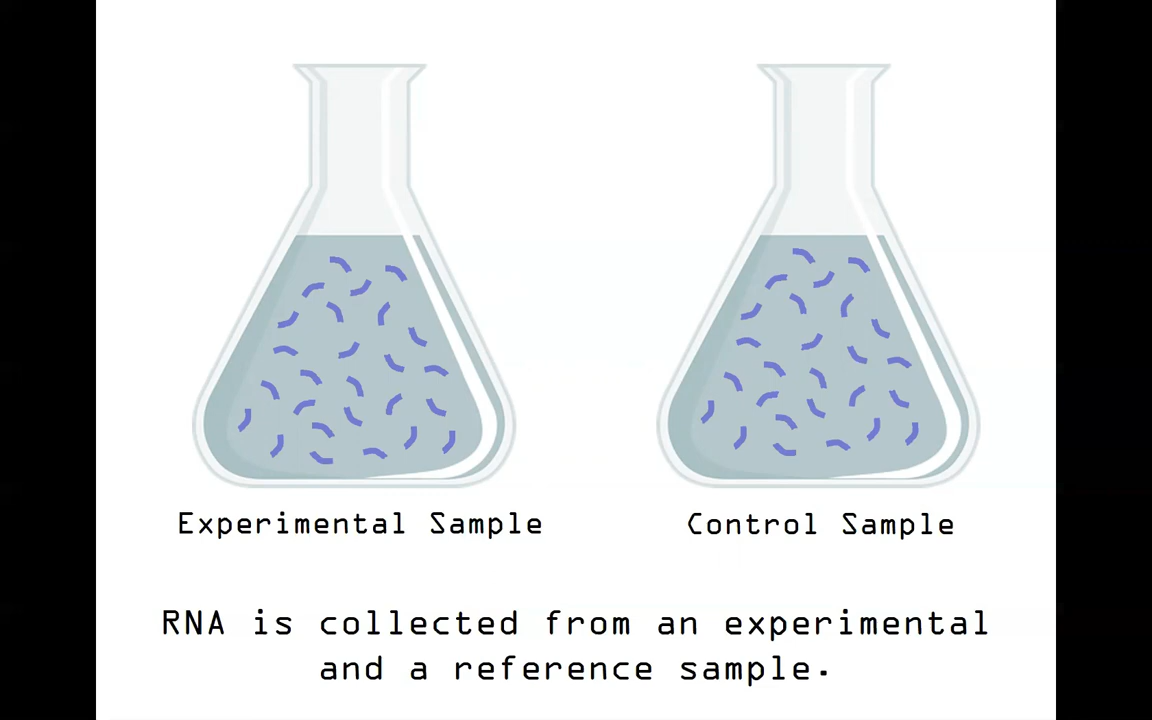 Experimental Sample
Control Sample
RNA is collected from an experimental
and a reference sample.